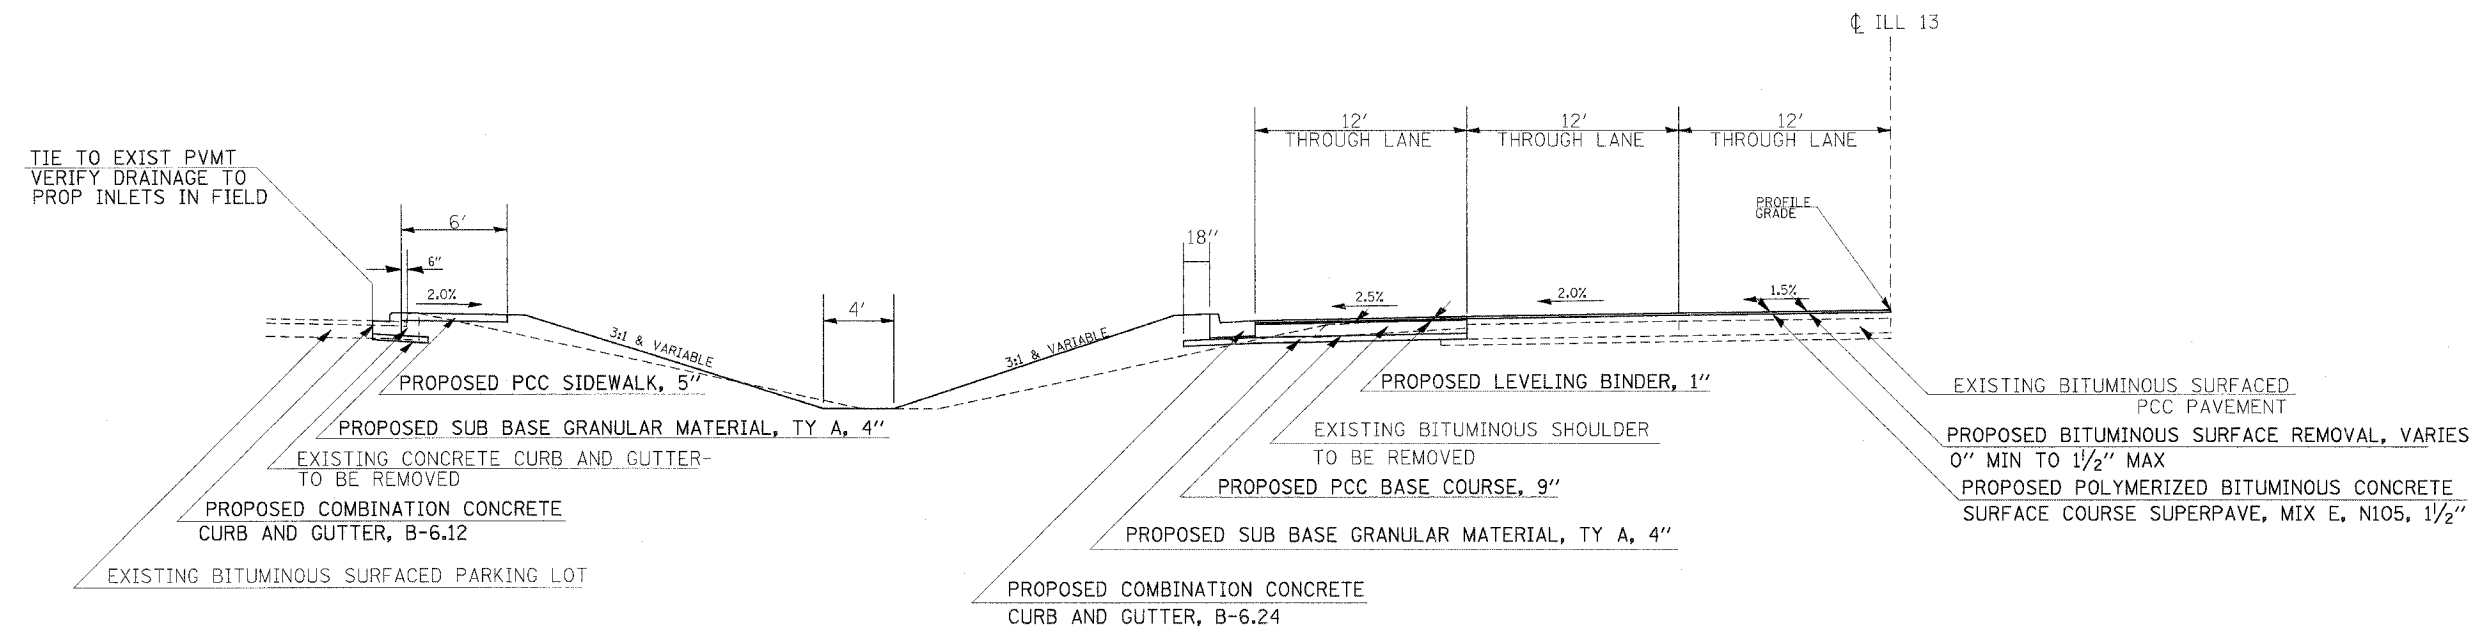 ℄ ILL 13
12'
THROUGH LANE
12'
THROUGH LANE
12'
THROUGH LANE
TIE TO EXIST PVMT
VERIFY DRAINAGE TO
PROP INLETS IN FIELD
6'
6"
2.0%
4'
18"
PROFILE
GRADE
2.5%
2.0%
1.5%
3:1 & VARIABLE
3:1 & VARIABLE
PROPOSED PCC SIDEWALK, 5"
PROPOSED SUB BASE GRANULAR MATERIAL, TY A, 4"
EXISTING CONCRETE CURB AND GUTTER-
TO BE REMOVED
PROPOSED COMBINATION CONCRETE
CURB AND GUTTER, B-6.12
EXISTING BITUMINOUS SURFACED PARKING LOT
PROPOSED LEVELING BINDER, 1"
EXISTING BITUMINOUS SHOULDER
TO BE REMOVED
PROPOSED PCC BASE COURSE, 9"
PROPOSED SUB BASE GRANULAR MATERIAL, TY A, 4"
PROPOSED COMBINATION CONCRETE
CURB AND GUTTER, B-6.24
EXISTING BITUMINOUS SURFACED
PCC PAVEMENT
PROPOSED BITUMINOUS SURFACE REMOVAL, VARIES
0" MIN TO 1 1/2" MAX
PROPOSED POLYMERIZED BITUMINOUS CONCRETE
SURFACE COURSE SUPERPAVE, MIX E, N105, 1 1/2"